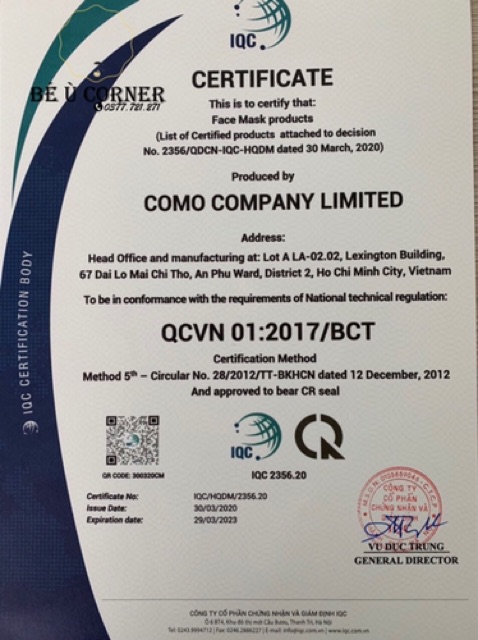 IQC
CERTIFICATE
BÉ Ù CORNER
0377.721.271
This is to certify that:
Face Mask products
(List of Certified products attached to decision
No. 2356/QDCN-IQC-HQDM dated 30 March, 2020)
Produced by
COMO COMPANY LIMITED
Address:
Head Office and manufacturing at: Lot A LA-02.02, Lexington Building,
67 Dai Lo Mai Chi Tho, An Phu Ward, District 2, Ho Chi Minh City, Vietnam
To be in conformance with the requirements of National technical regulation:
QCVN 01:2017/BCT
Certification Method
Method 5th – Circular No. 28/2012/TT-BKHCN dated 12 December, 2012
And approved to bear CR seal
IQC CERTIFICATION BODY
IQC
QR CODE: 300320CM
IQC 2356.20
Certificate No: IQC/HQDM/2356.20
Issue Date: 30/03/2020
Expiration date: 29/03/2023
CÔNG TY
CỔ PHẦN
CHỨNG NHẬN VÀ
VU DUC TRUNG
GENERAL DIRECTOR
CÔNG TY CỔ PHẦN CHỨNG NHẬN VÀ GIÁM ĐỊNH IQC